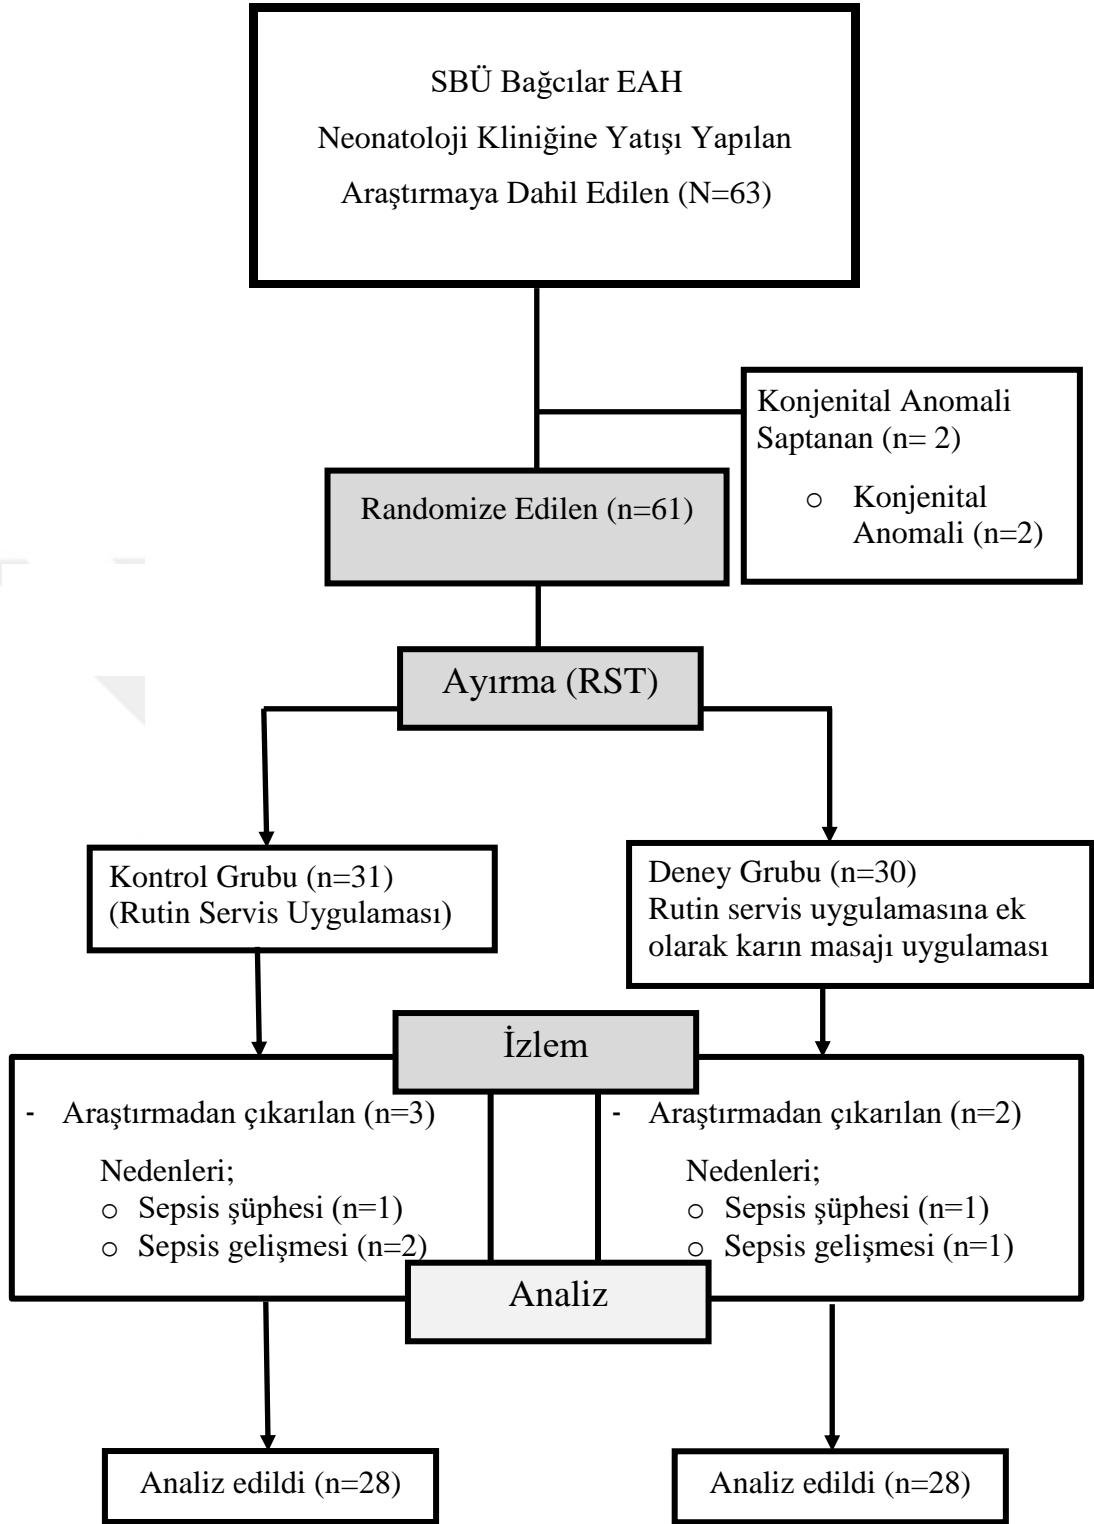 SBÜ Bağcılar EAH
Neonatoloji Kliniğine Yatışı Yapılan
Araştırmaya Dahil Edilen (N=63)
Konjenital Anomali
Saptanan (n= 2)
o Konjenital
Anomali (n=2)
Randomize Edilen (n=61)
Ayırma (RST)
Kontrol Grubu (n=31)
(Rutin Servis Uygulaması)
Deney Grubu (n=30)
Rutin servis uygulamasına ek
olarak karın masajı uygulaması
İzlem
- Araştırmadan çıkarılan (n=3)
Nedenleri;
o Sepsis şüphesi (n=1)
o Sepsis gelişmesi (n=2)
- Araştırmadan çıkarılan (n=2)
Nedenleri;
o Sepsis şüphesi (n=1)
o Sepsis gelişmesi (n=1)
Analiz
Analiz edildi (n=28)
Analiz edildi (n=28)